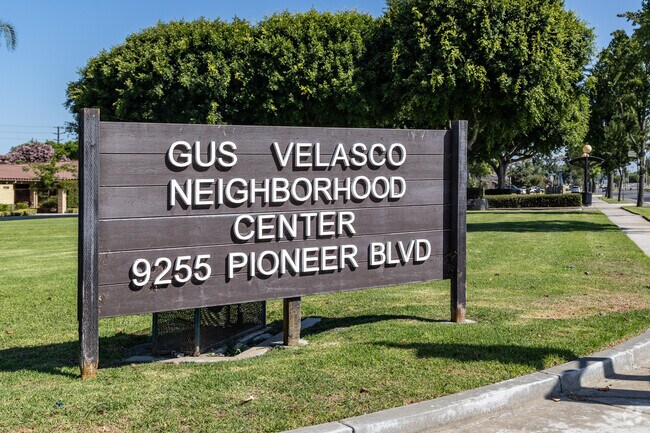 GUS VELASCO
NEIGHBORHOOD
CENTER
9255 PIONEER BLVD